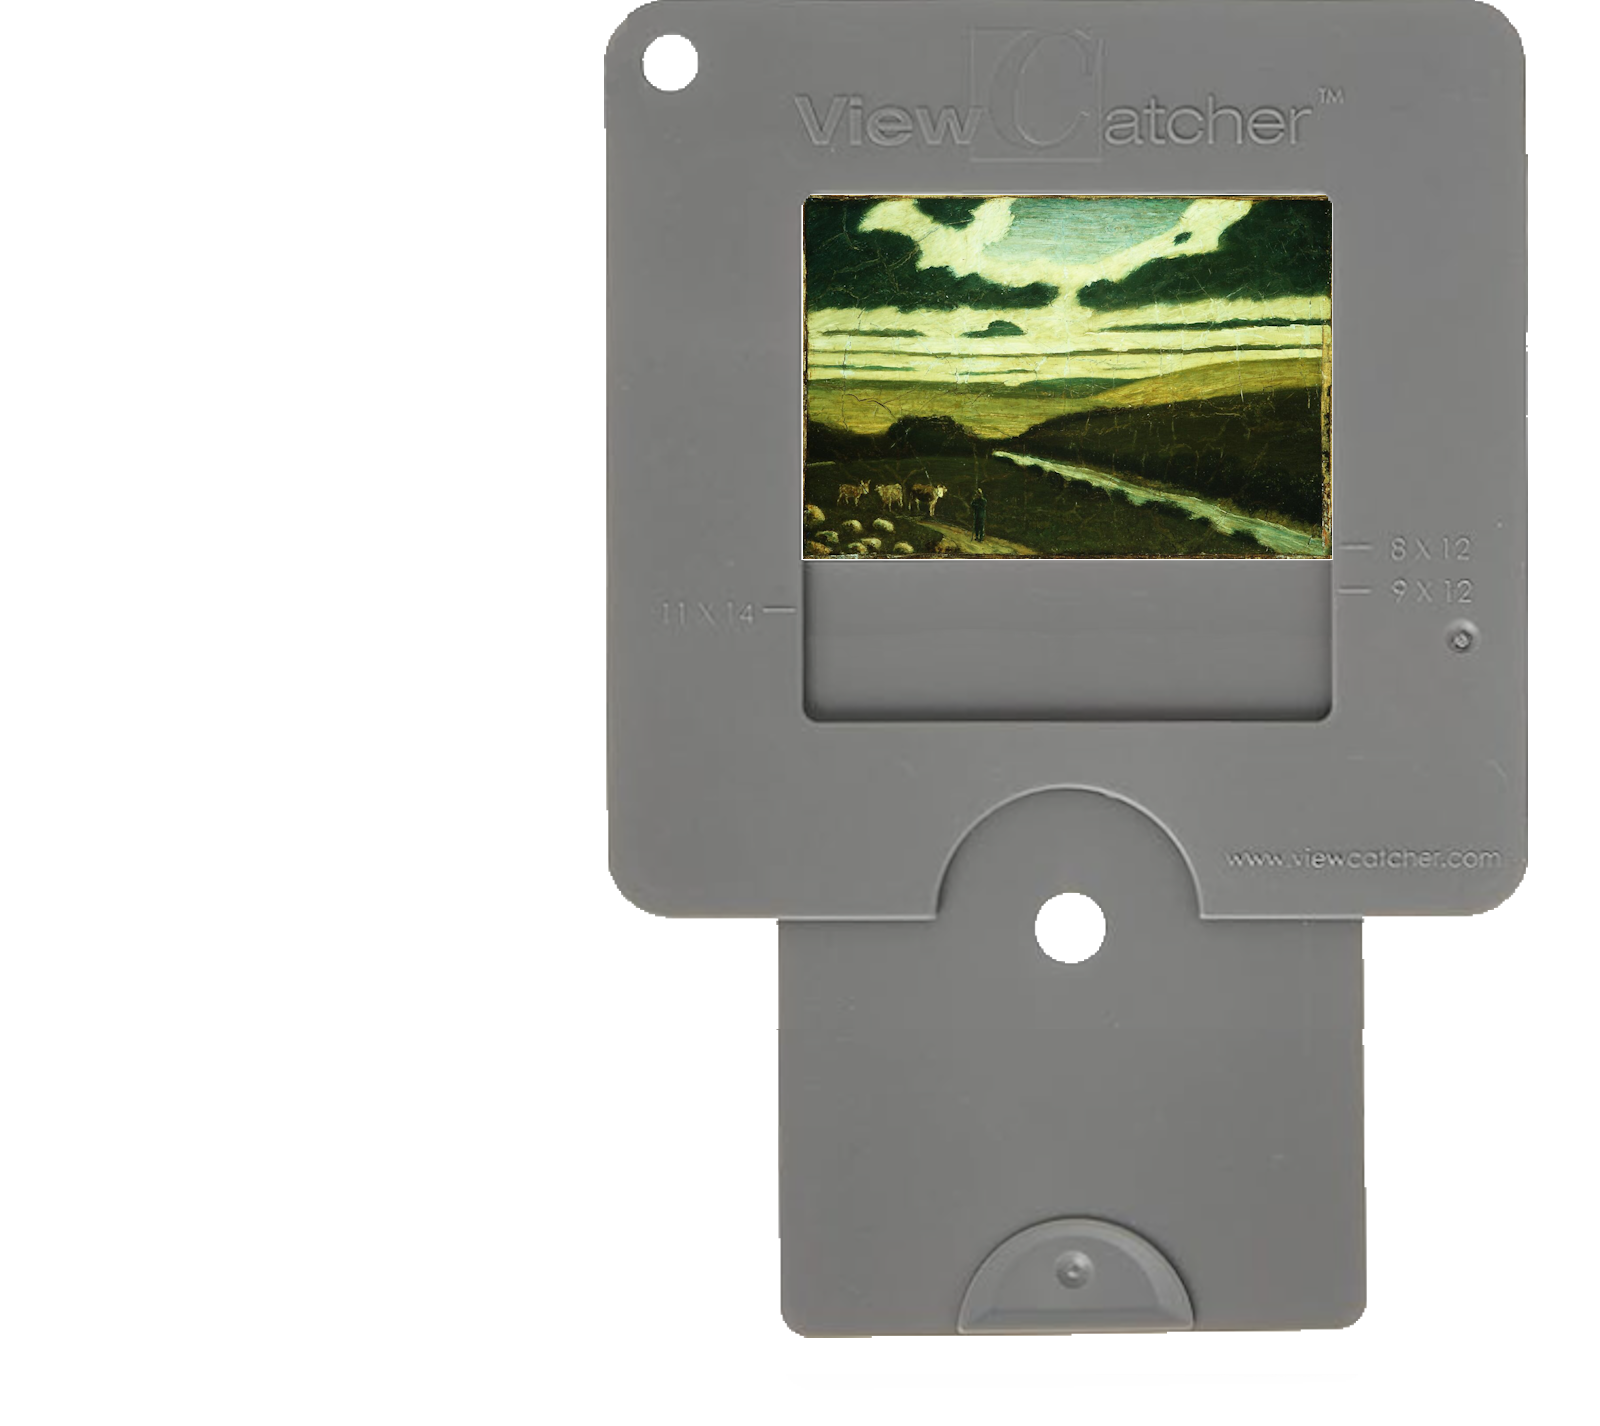 ViewCatcher™
8 X 12
9 X 12
11 X 14
www.viewcatcher.com